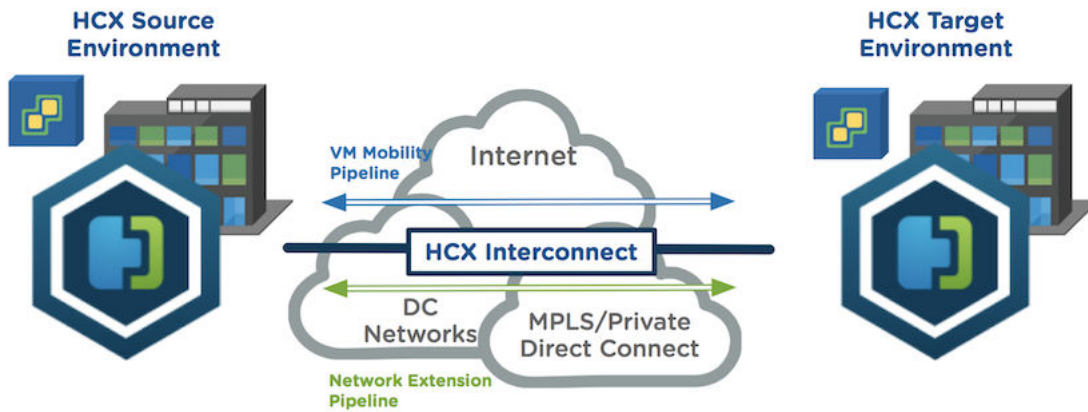 HCX Source
Environment
HCX Target
Environment
VM Mobility
Pipeline
Internet
HCX Interconnect
DC
Networks
MPLS/Private
Direct Connect
Network Extension
Pipeline